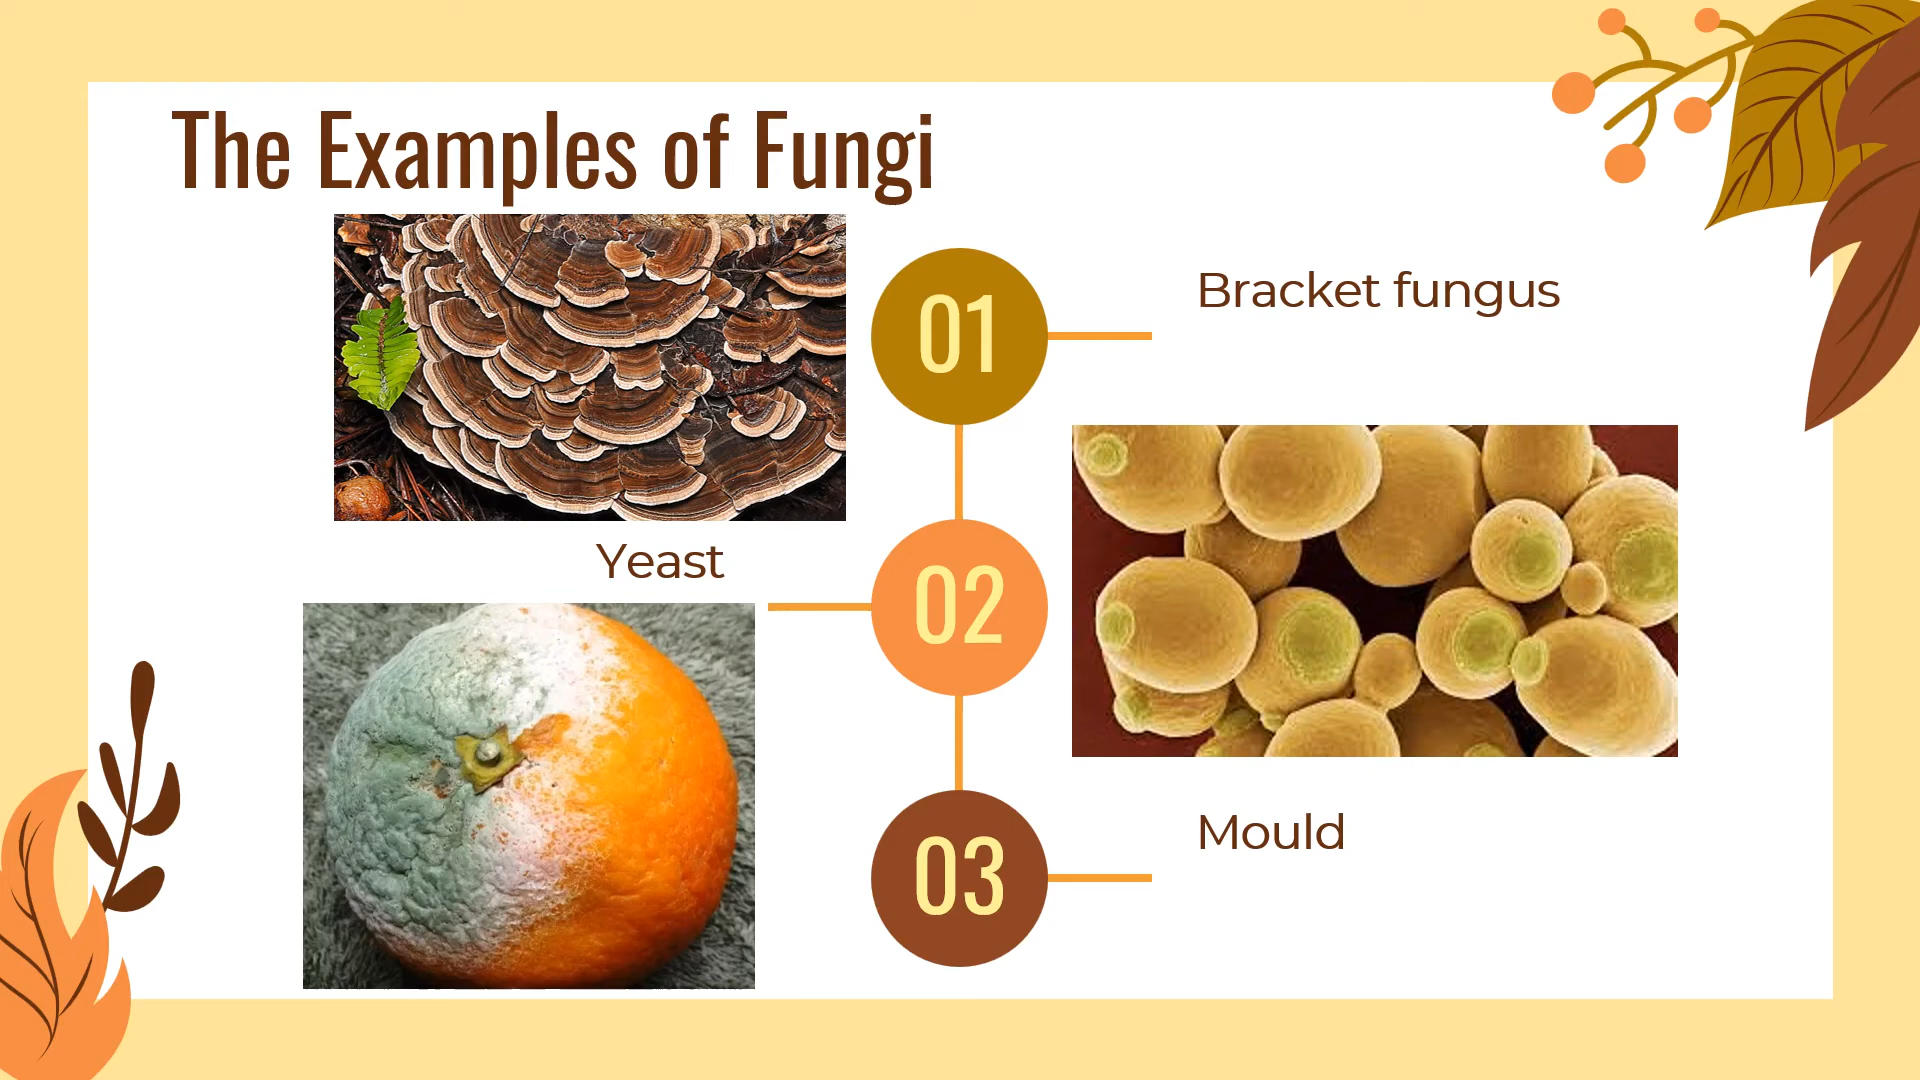 The Examples of Fungi
01
Bracket fungus
Yeast
02
03
Mould